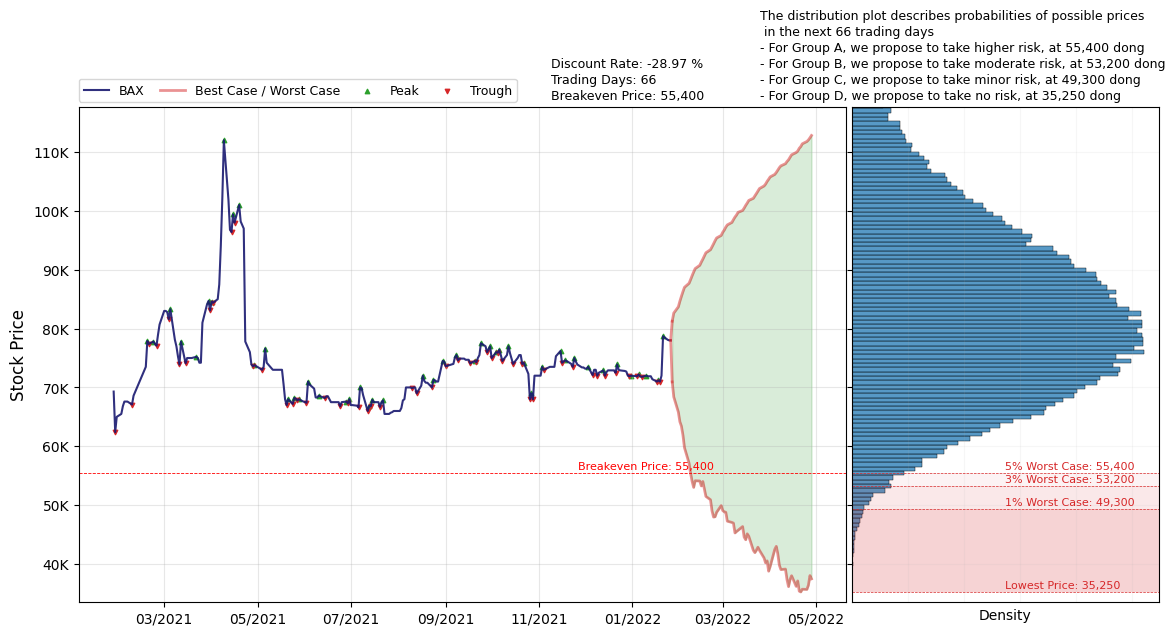 The distribution plot describes probabilities of possible prices
in the next 66 trading days
- For Group A, we propose to take higher risk, at 55,400 dong
- For Group B, we propose to take moderate risk, at 53,200 dong
- For Group C, we propose to take minor risk, at 49,300 dong
- For Group D, we propose to take no risk, at 35,250 dong
Discount Rate: -28.97 %
Trading Days: 66
Breakeven Price: 55,400
BAX
Best Case / Worst Case
Peak
Trough
Stock Price
110K
100K
90K
80K
70K
60K
50K
40K
Breakeven Price: 55,400
5% Worst Case: 55,400
3% Worst Case: 53,200
1% Worst Case: 49,300
Lowest Price: 35,250
03/2021
05/2021
07/2021
09/2021
11/2021
01/2022
03/2022
05/2022
Density